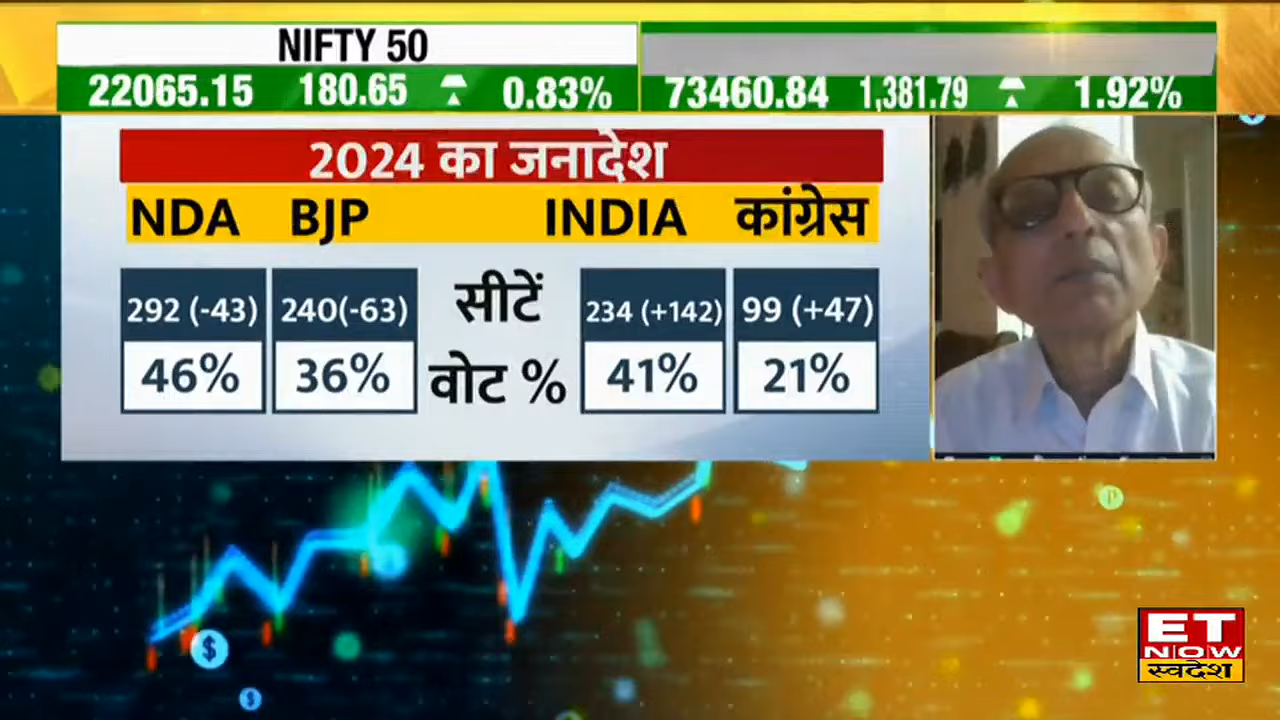 NIFTY 50
22065.15 180.65 0.83%
73460.84 1,381.79 1.92%
2024 का जनादेश
NDA BJP INDIA कांग्रेस
292 (-43) 240(-63) सीटें 234 (+142) 99 (+47)
46% 36% वोट % 41% 21%
ET
NOW
स्वदेश